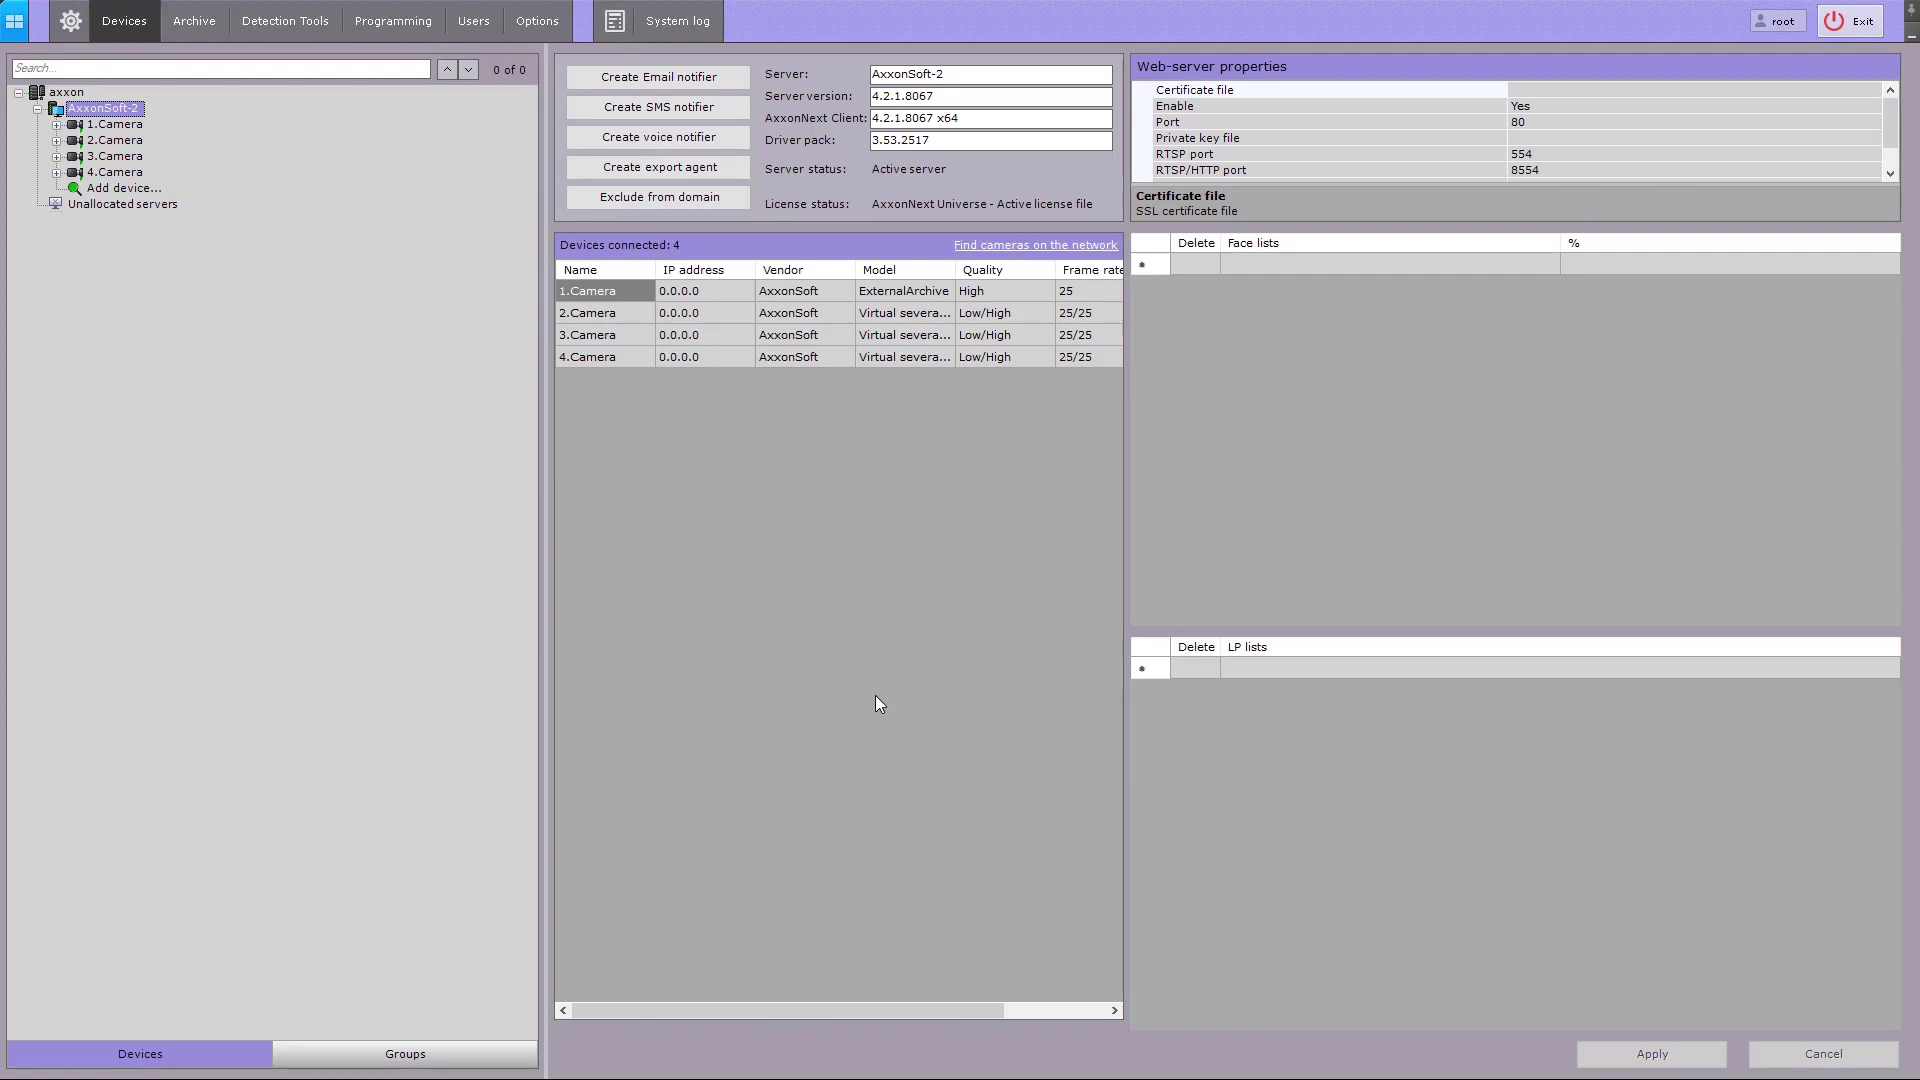 Devices
Archive
Detection Tools
Programming
Users
Options
System log
root
Exit
Search...
0 of 0
axxon
AxxonSoft-2
1.Camera
2.Camera
3.Camera
4.Camera
Add device...
Unallocated servers
Devices
Groups
Create Email notifier
Create SMS notifier
Create voice notifier
Create export agent
Exclude from domain
Server: AxxonSoft-2
Server version: 4.2.1.8067
AxxonNext Client: 4.2.1.8067 x64
Driver pack: 3.53.2517
Server status: Active server
License status: AxxonNext Universe - Active license file
Devices connected: 4 Find cameras on the network
Name IP address Vendor Model Quality Frame rate
1.Camera 0.0.0.0 AxxonSoft ExternalArchive High 25
2.Camera 0.0.0.0 AxxonSoft Virtual severa... Low/High 25/25
3.Camera 0.0.0.0 AxxonSoft Virtual severa... Low/High 25/25
4.Camera 0.0.0.0 AxxonSoft Virtual severa... Low/High 25/25
Web-server properties
Certificate file
Enable Yes
Port 80
Private key file
RTSP port 554
RTSP/HTTP port 8554
Certificate file
SSL certificate file
Delete Face lists %
Delete LP lists
Apply
Cancel